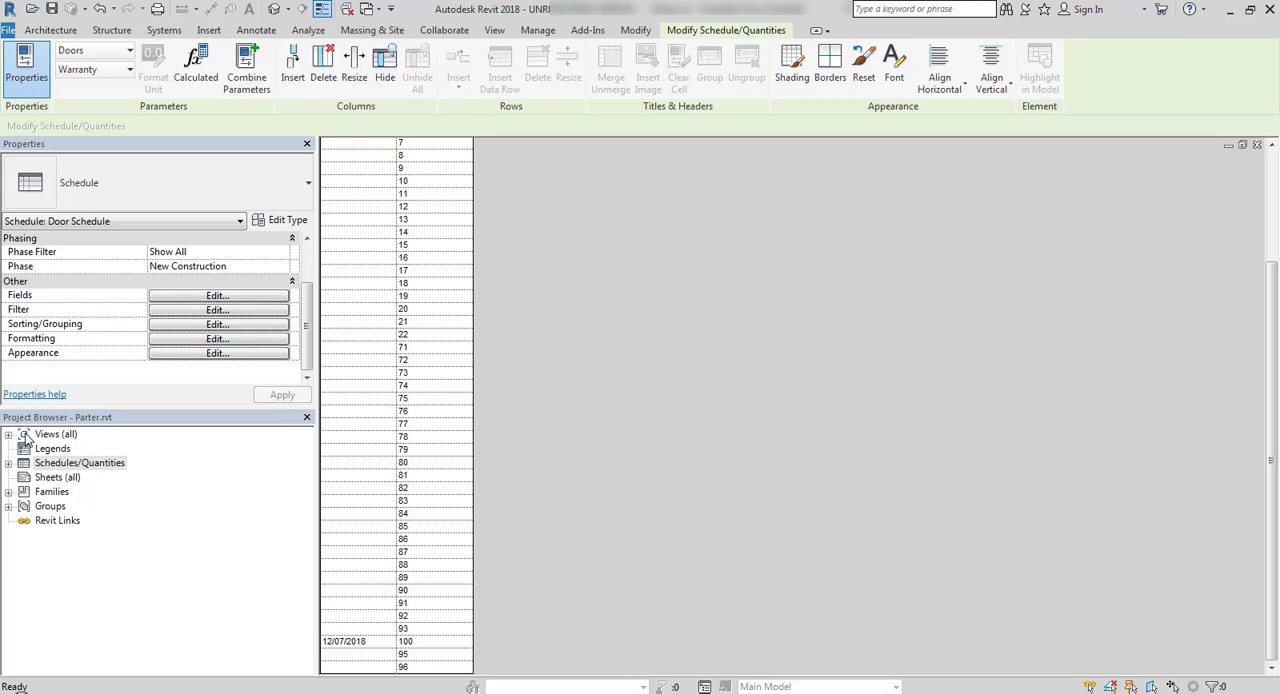 Autodesk Revit 2018 - UNRE
Type a keyword or phrase
Sign In
File Architecture Structure Systems Insert Annotate Analyze Massing & Site Collaborate View Manage Add-Ins Modify Modify Schedule/Quantities
Properties
Doors
Warranty
Format Unit
Calculated
Combine Parameters
Insert
Delete
Resize
Hide
Unhide All
Insert
Insert Data Row
Delete
Resize
Merge Unmerge
Insert Image
Clear Cell
Group
Ungroup
Shading
Borders
Reset
Font
Align Horizontal
Align Vertical
Highlight in Model
Properties Parameters Columns Rows Titles & Headers Appearance Element
Modify Schedule/Quantities
Properties
Schedule
Schedule: Door Schedule
Edit Type
Phasing
Phase Filter Show All
Phase New Construction
Other
Fields Edit...
Filter Edit...
Sorting/Grouping Edit...
Formatting Edit...
Appearance Edit...
Properties help
Apply
Project Browser - Parter.rvt
Views (all)
Legends
Schedules/Quantities
Sheets (all)
Families
Groups
Revit Links
7
8
9
10
11
12
13
14
15
16
17
18
19
20
21
22
71
72
73
74
75
76
77
78
79
80
81
82
83
84
85
86
87
88
89
90
91
92
93
12/07/2018 100
95
96
Ready
:0
Main Model
:0